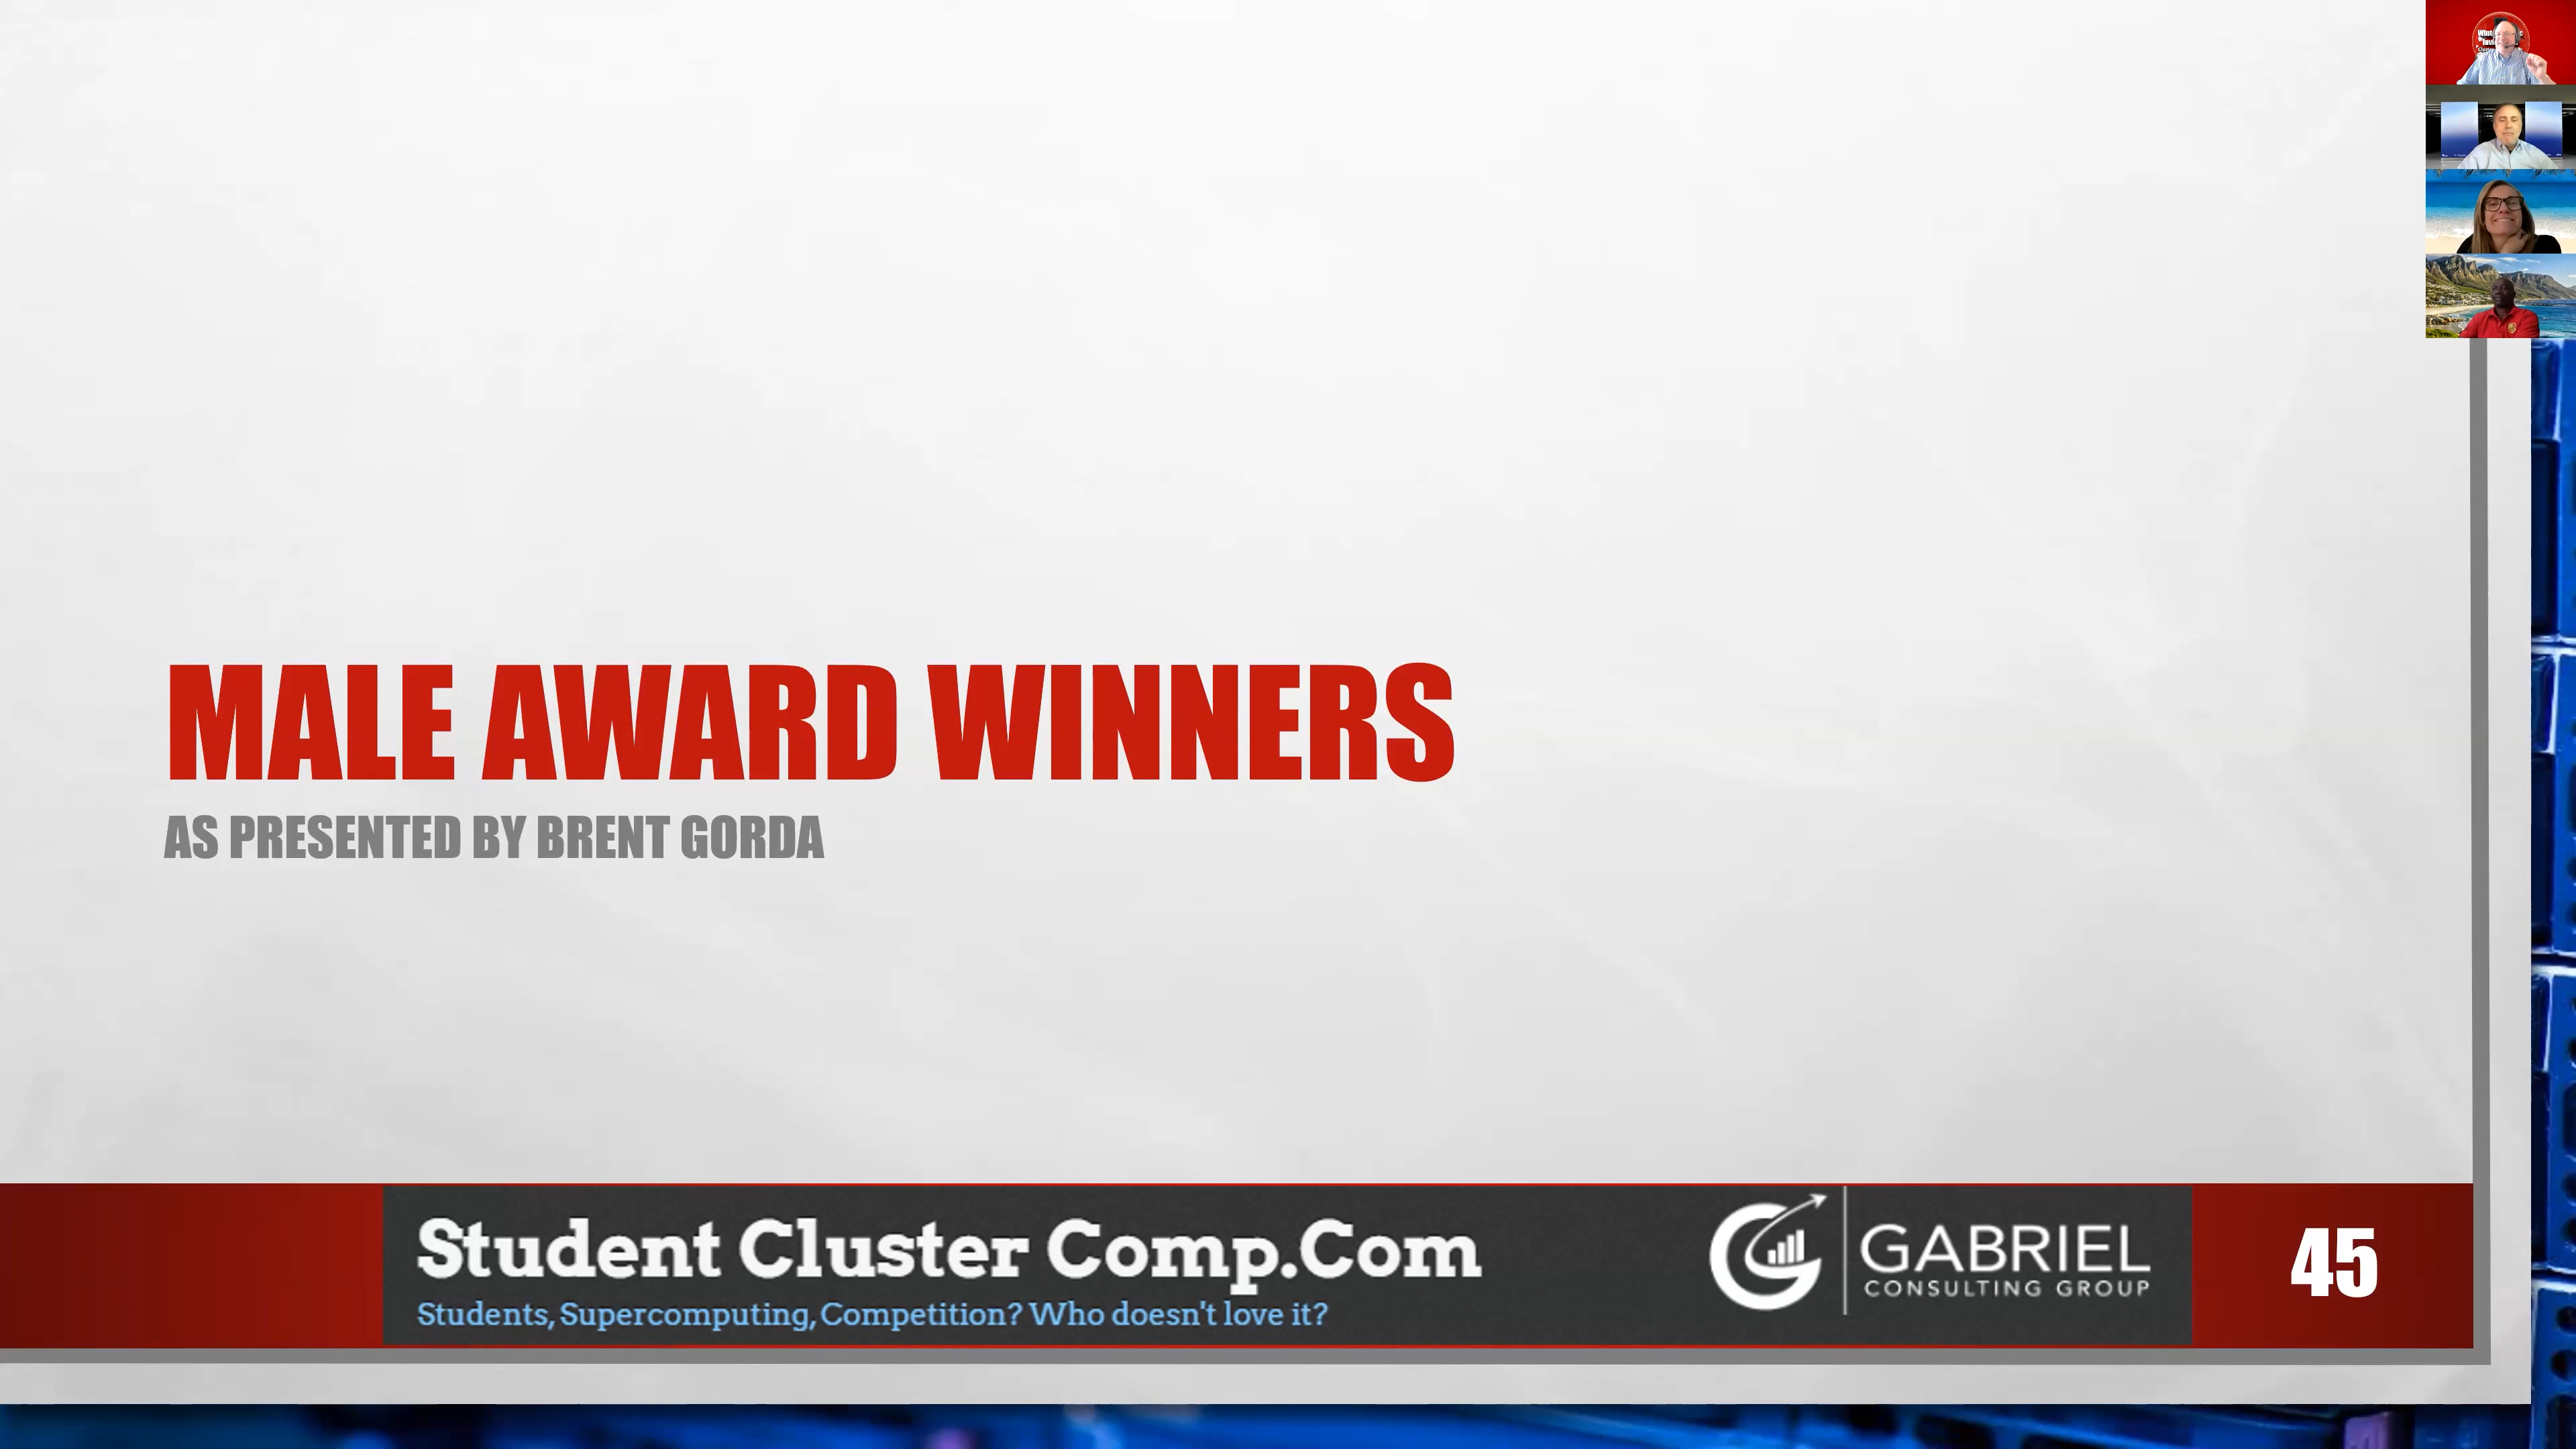 MALE AWARD WINNERS
AS PRESENTED BY BRENT GORDA
Student Cluster Comp.Com
Students, Supercomputing, Competition? Who doesn't love it?
GABRIEL
CONSULTING GROUP
45